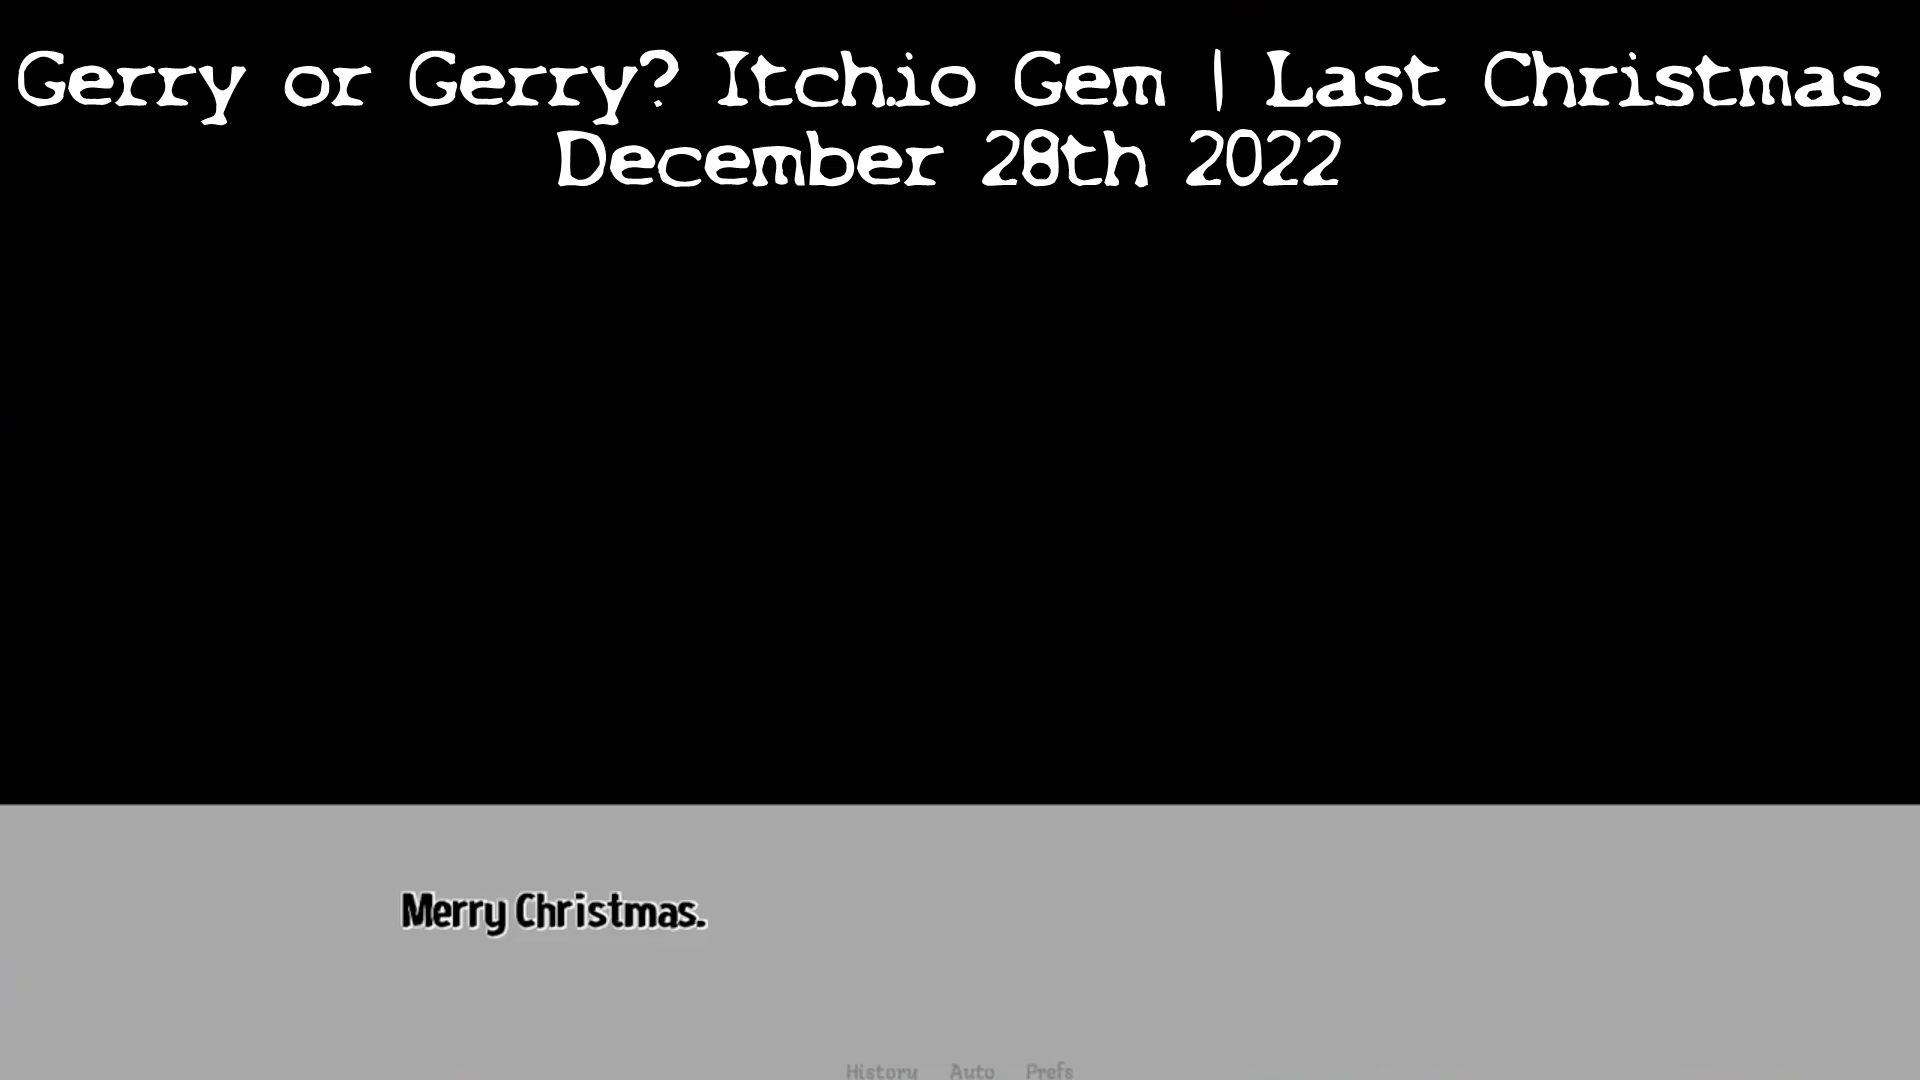 Gerry or Gerry? Itch.io Gem | Last Christmas
December 28th 2022
Merry Christmas.
History Auto Prefs